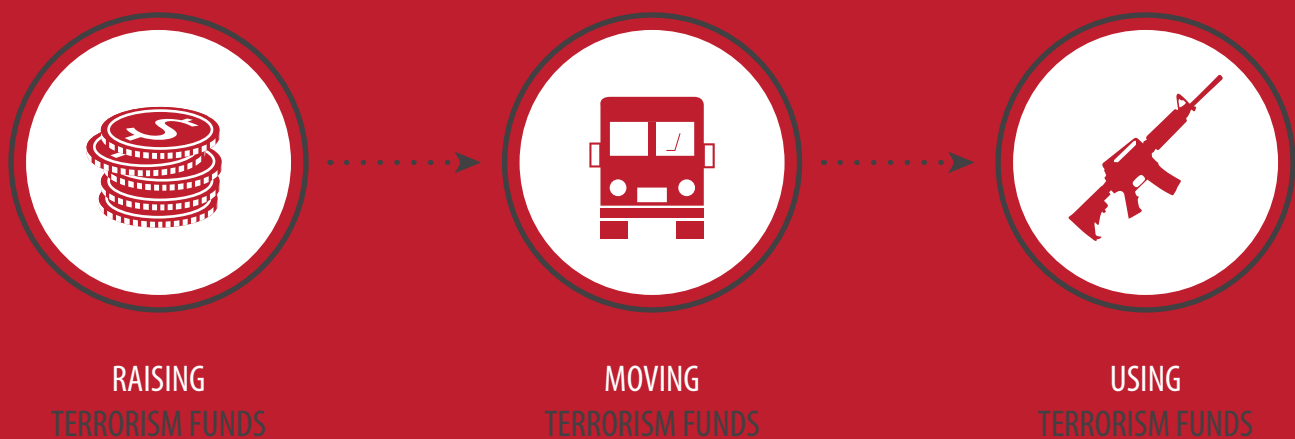 RAISING
TERRORISM FUNDS
MOVING
TERRORISM FUNDS
USING
TERRORISM FUNDS